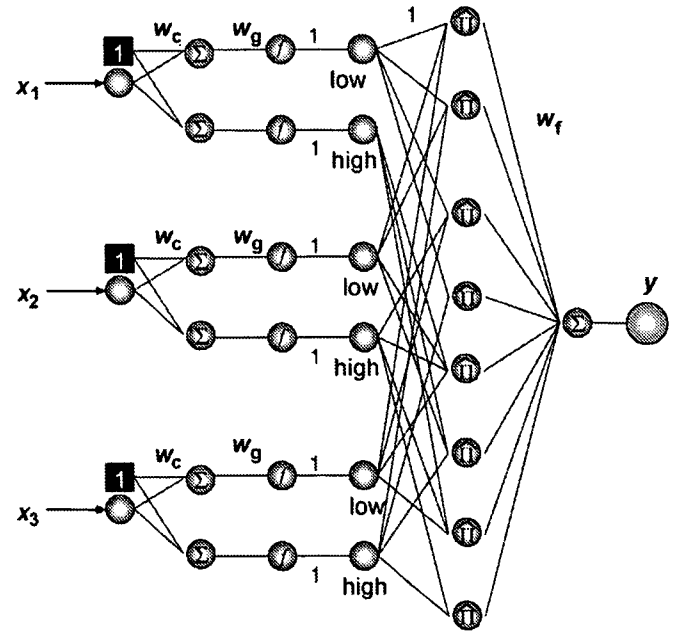 1 w_c Σ w_g f 1 low 1 Π
x_1
Σ f 1 high Π w_f
Π
1 w_c Σ w_g f 1 low
x_2
Π y
Σ f 1 high Σ
Π
1 w_c Σ w_g f 1 low Π
x_3
Σ f 1 high Π
Π